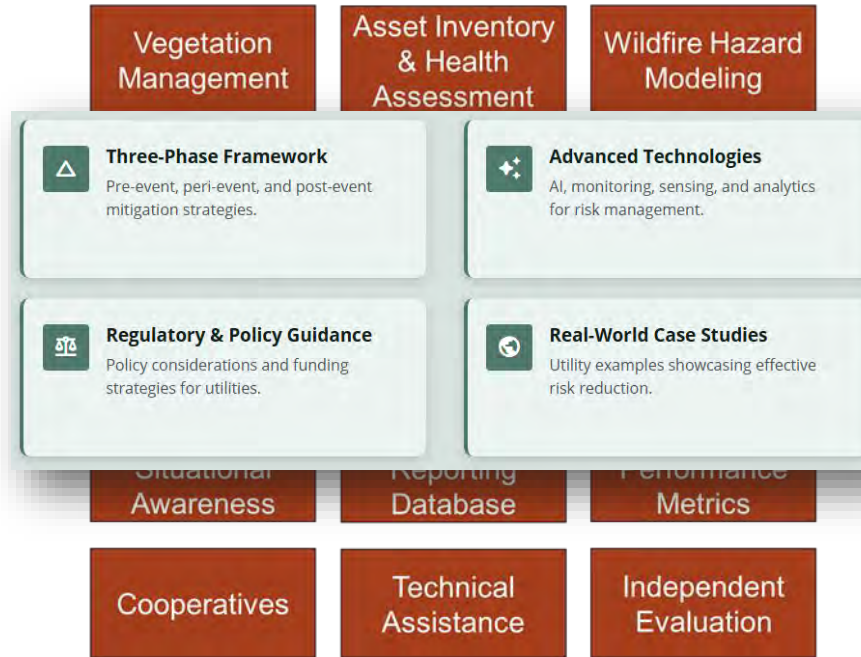 Vegetation
Management
Asset Inventory
& Health
Assessment
Wildfire Hazard
Modeling
Three-Phase Framework
Pre-event, peri-event, and post-event
mitigation strategies.
Advanced Technologies
AI, monitoring, sensing, and analytics
for risk management.
Regulatory & Policy Guidance
Policy considerations and funding
strategies for utilities.
Real-World Case Studies
Utility examples showcasing effective
risk reduction.
Situational
Awareness
Reporting
Database
Performance
Metrics
Cooperatives
Technical
Assistance
Independent
Evaluation